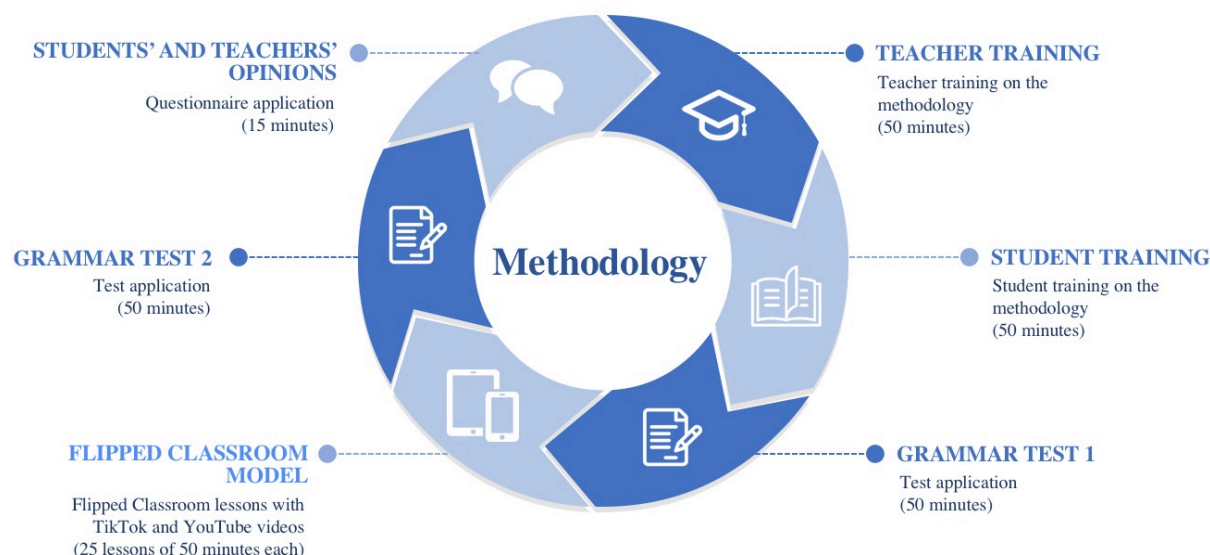 STUDENTS’ AND TEACHERS’
OPINIONS
Questionnaire application
(15 minutes)
TEACHER TRAINING
Teacher training on the
methodology
(50 minutes)
GRAMMAR TEST 2
Test application
(50 minutes)
Methodology
STUDENT TRAINING
Student training on the
methodology
(50 minutes)
FLIPPED CLASSROOM
MODEL
Flipped Classroom lessons with
TikTok and YouTube videos
(25 lessons of 50 minutes each)
GRAMMAR TEST 1
Test application
(50 minutes)